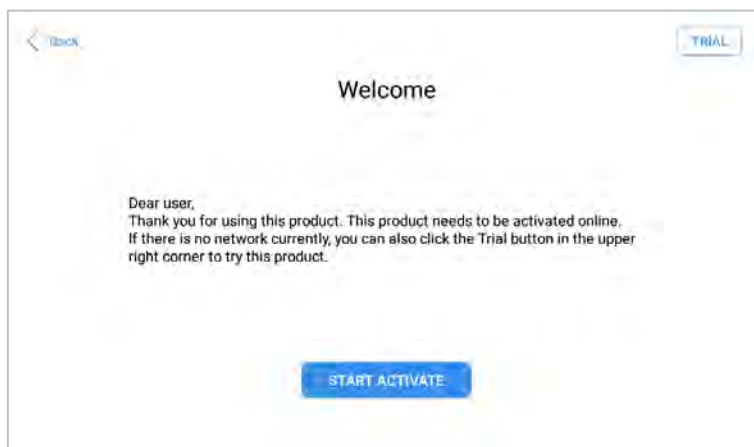 Back
TRIAL
Welcome
Dear user,
Thank you for using this product. This product needs to be activated online.
If there is no network currently, you can also click the Trial button in the upper
right corner to try this product.
START ACTIVATE